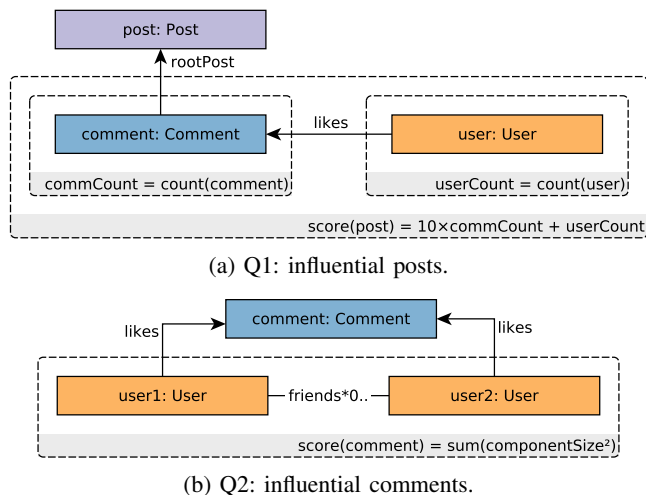 post: Post
rootPost
comment: Comment
likes
user: User
commCount = count(comment)
userCount = count(user)
score(post) = 10×commCount + userCount
(a) Q1: influential posts.
comment: Comment
likes
likes
user1: User
friends*0..
user2: User
score(comment) = sum(componentSize²)
(b) Q2: influential comments.